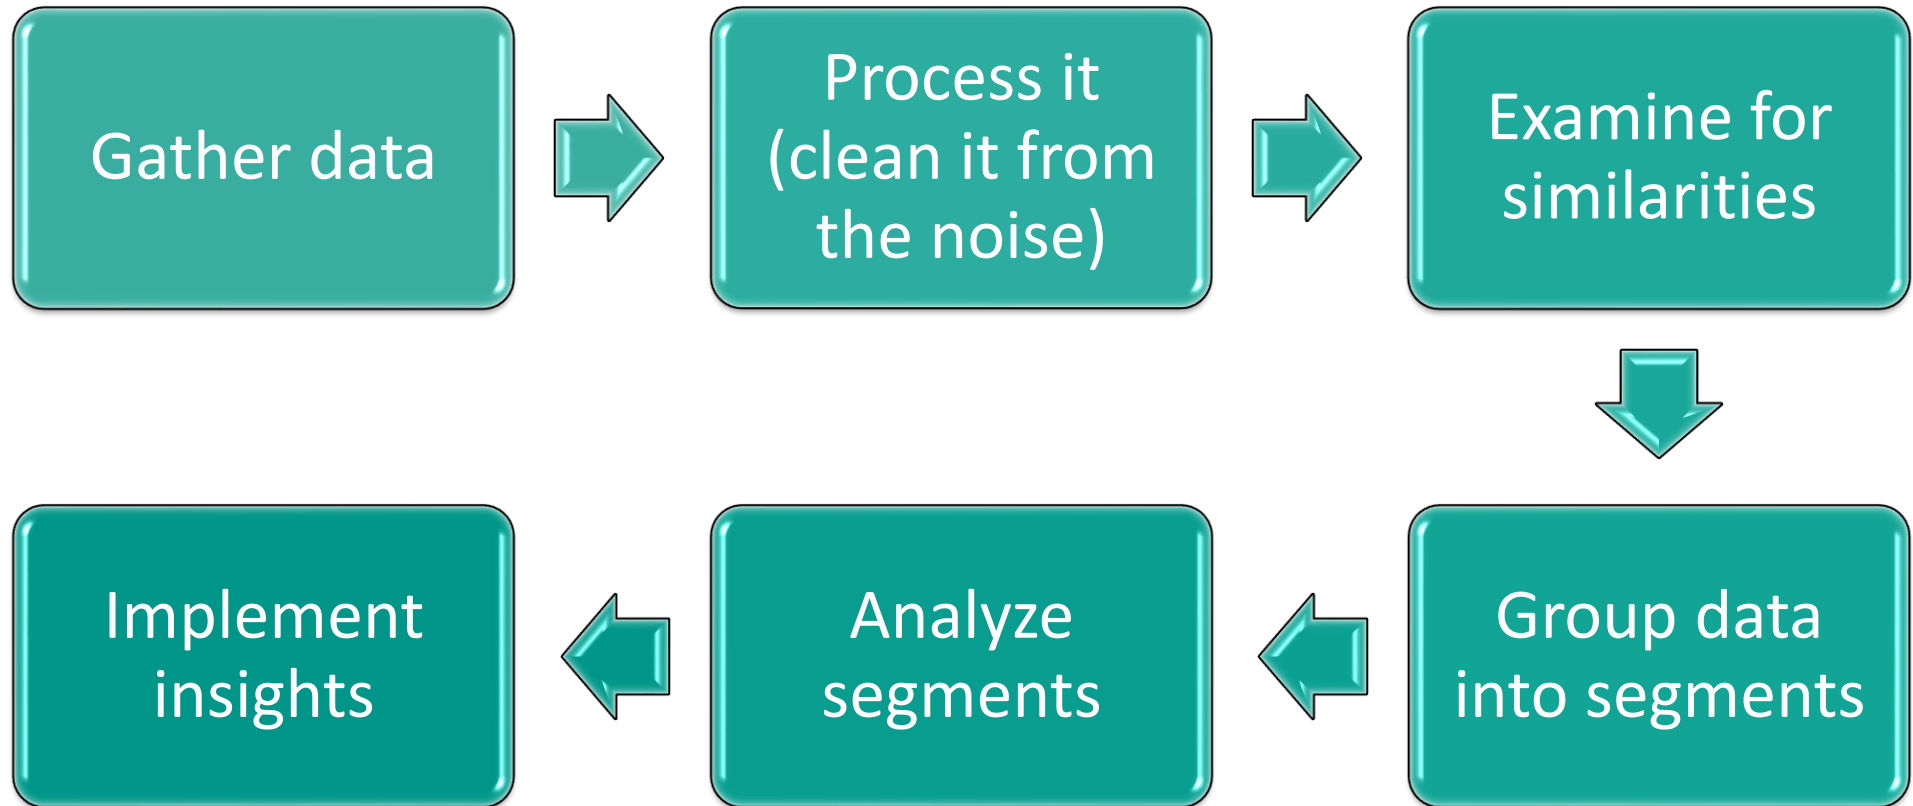 Gather data
Process it
(clean it from
the noise)
Examine for
similarities
Group data
into segments
Analyze
segments
Implement
insights